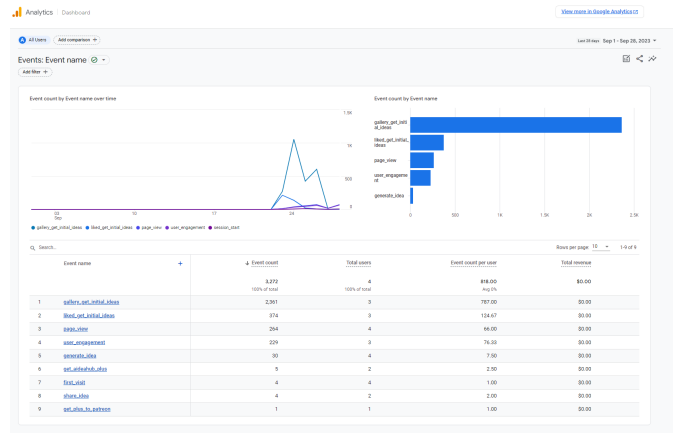 Analytics | Dashboard
View more in Google Analytics
A All Users Add comparison +
Last 28 days Sep 1 - Sep 28, 2023
Events: Event name
Add filter +
Event count by Event name over time
1.5K
1K
500
0
03
Sep
10
17
24
gallery_get_initial_ideas liked_get_initial_ideas page_view user_engagement session_start
Event count by Event name
gallery_get_initi
al_ideas
liked_get_initial_
ideas
page_view
user_engageme
nt
generate_idea
0 500 1K 1.5K 2K 2.5K
Search...
Rows per page 10 1-9 of 9
Event name + ↓ Event count Total users Event count per user Total revenue
3,272 4 818.00 $0.00
100% of total 100% of total Avg 0%
1 gallery_get_initial_ideas 2,361 3 787.00 $0.00
2 liked_get_initial_ideas 374 3 124.67 $0.00
3 page_view 264 4 66.00 $0.00
4 user_engagement 229 3 76.33 $0.00
5 generate_idea 30 4 7.50 $0.00
6 get_aideahub_plus 5 2 2.50 $0.00
7 first_visit 4 4 1.00 $0.00
8 share_idea 4 2 2.00 $0.00
9 get_plus_to_patreon 1 1 1.00 $0.00